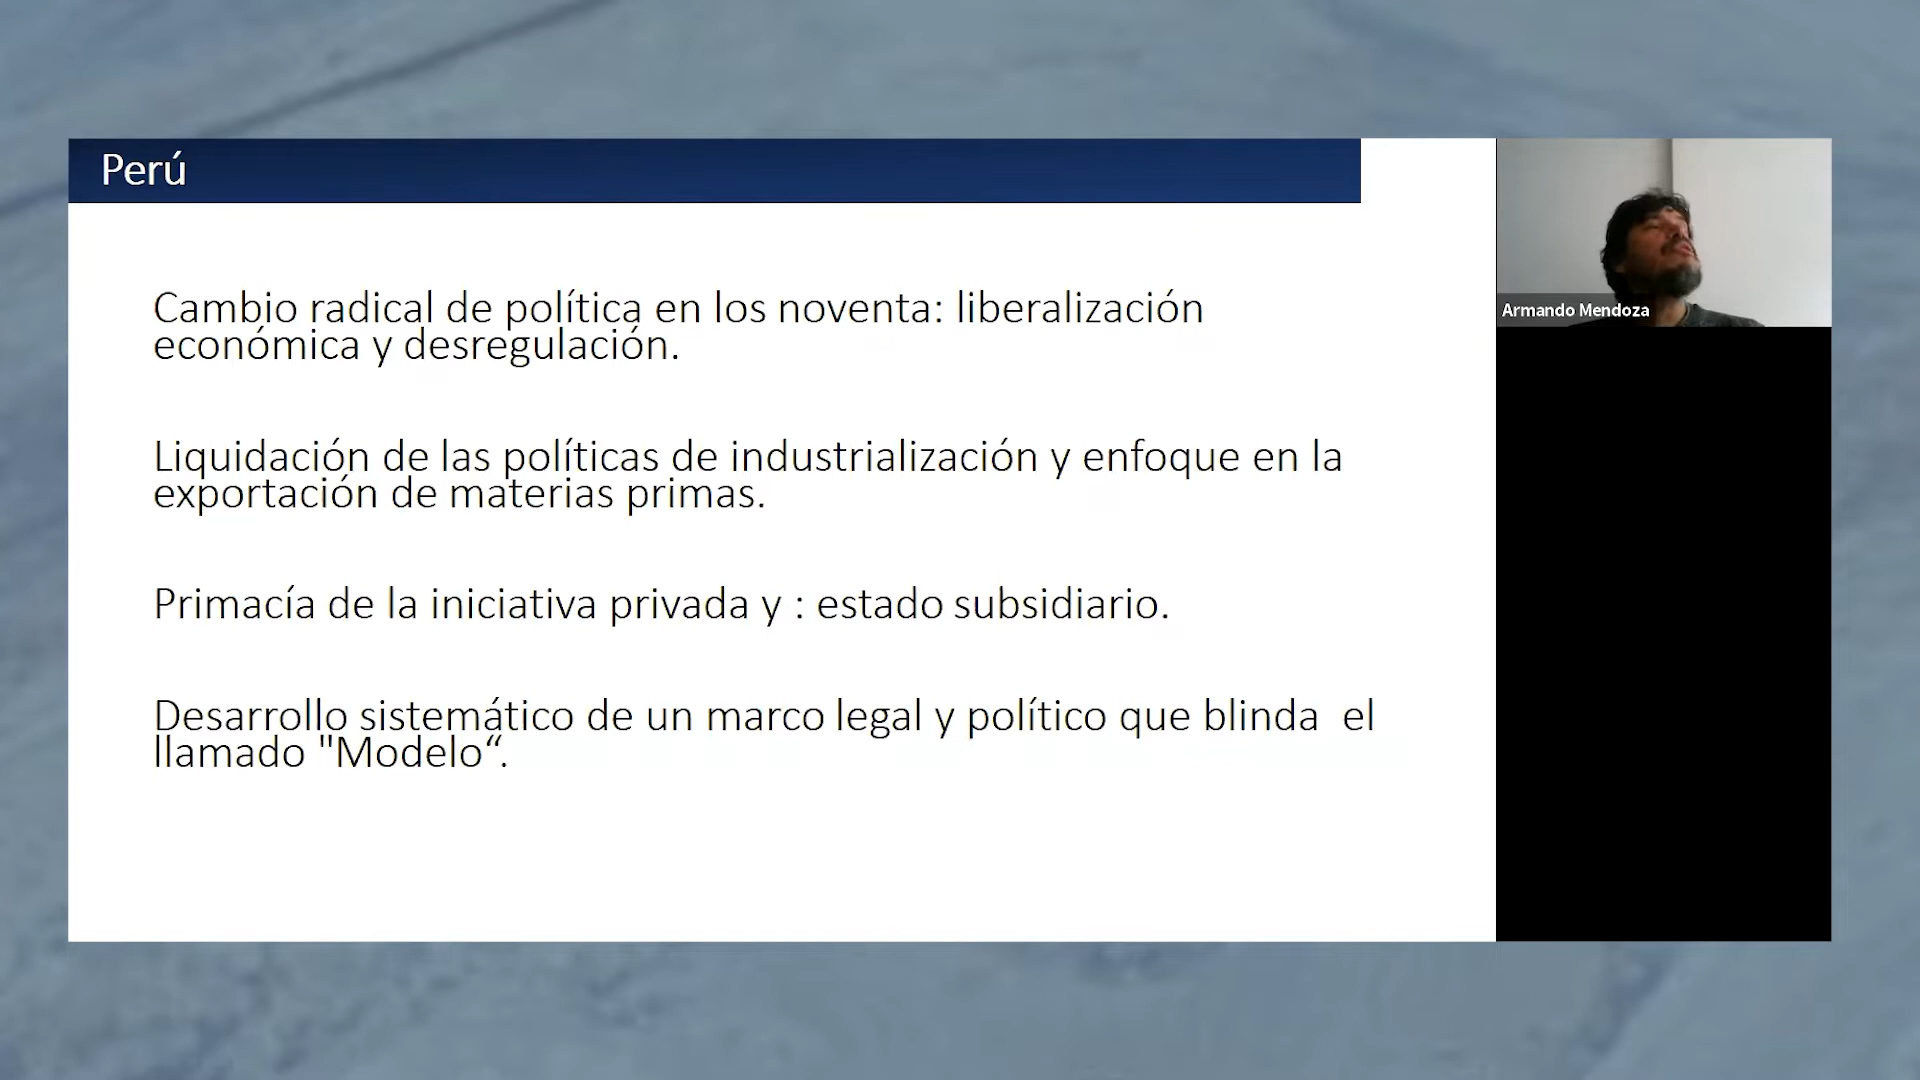 Perú
Cambio radical de política en los noventa: liberalización
económica y desregulación.
Liquidación de las políticas de industrialización y enfoque en la
exportación de materias primas.
Primacía de la iniciativa privada y : estado subsidiario.
Desarrollo sistemático de un marco legal y político que blinda  el
llamado "Modelo“.
Armando Mendoza